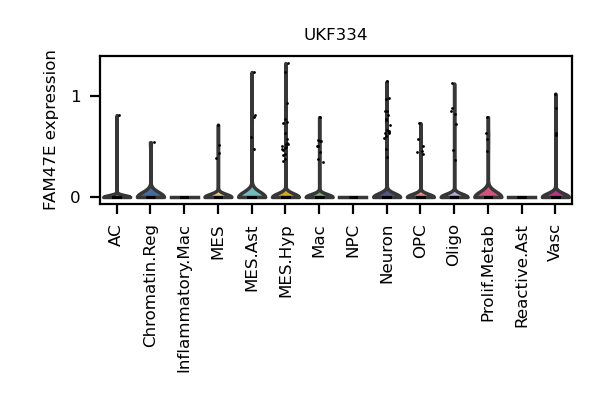 UKF334
FAM47E expression
1
0
AC
Chromatin.Reg
Inflammatory.Mac
MES
MES.Ast
MES.Hyp
Mac
NPC
Neuron
OPC
Oligo
Prolif.Metab
Reactive.Ast
Vasc